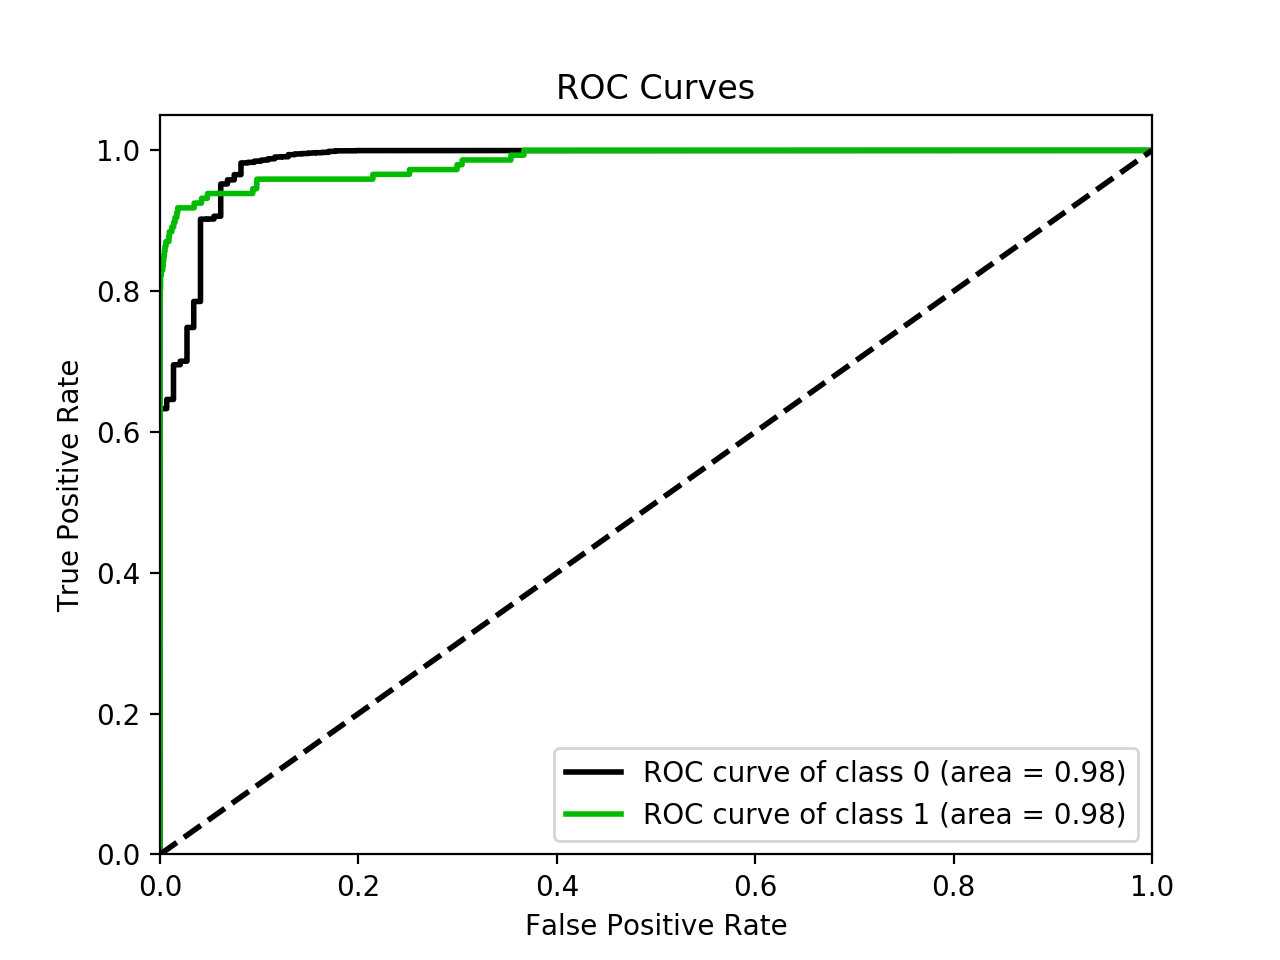 ROC Curves
True Positive Rate
1.0
0.8
0.6
0.4
0.2
0.0
ROC curve of class 0 (area = 0.98)
ROC curve of class 1 (area = 0.98)
0.0 0.2 0.4 0.6 0.8 1.0
False Positive Rate